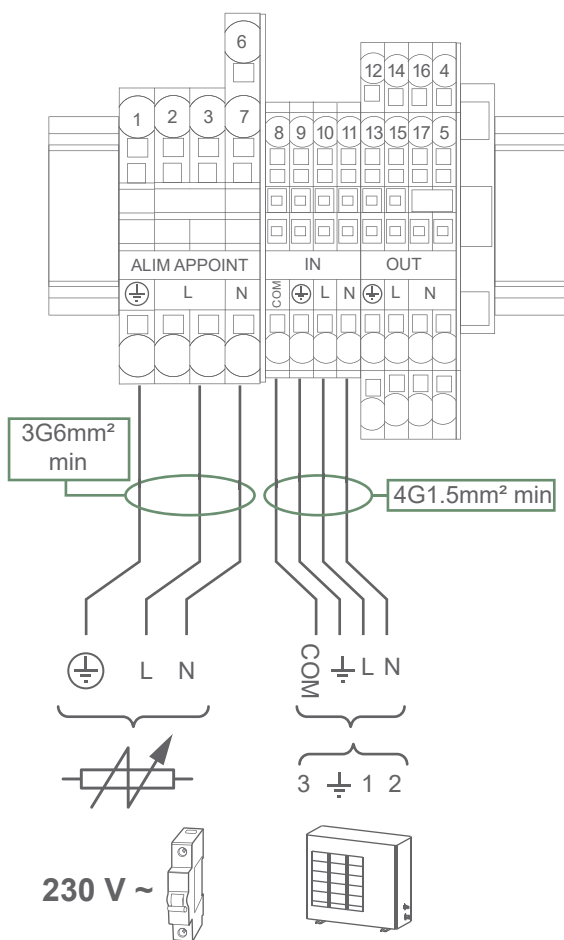 6
12 14 16 4
1 2 3 7 8 9 10 11 13 15 17 5
ALIM APPOINT IN OUT
L N COM L N L N
3G6mm² min
4G1.5mm² min
L N COM L N
3 1 2
230 V ~